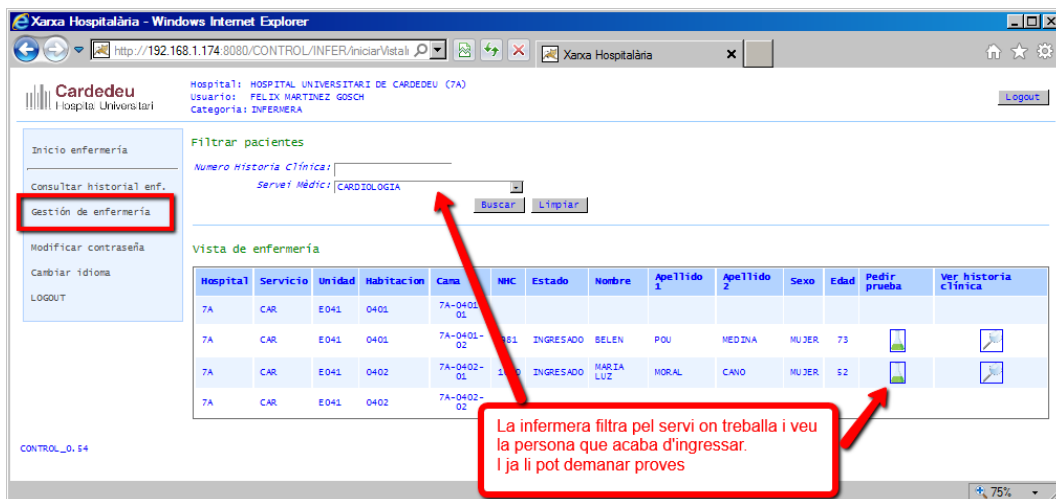 Xarxa Hospitalària - Windows Internet Explorer
http://192.168.1.174:8080/CONTROL/INFER/iniciarVistaI
Xarxa Hospitalària
Cardedeu
Hospital Universitari
Hospital: HOSPITAL UNIVERSITARI DE CARDEDEU (7A)
Usuario: FELIX MARTINEZ GOSCH
Categoria: INFERMERA
Logout
Inicio enfermería
Consultar historial enf.
Gestión de enfermería
Modificar contraseña
Cambiar idioma
LOGOUT
CONTROL_0.54
Filtrar pacientes
Numero Historia Clínica:
Servei Mèdic: CARDIOLOGIA
Buscar Limpiar
Vista de enfermería
Hospital Servicio Unidad Habitacion Cama NHC Estado Nombre Apellido 1 Apellido 2 Sexo Edad Pedir prueba Ver historia clínica
7A CAR E041 0401 7A-0401-01
7A CAR E041 0401 7A-0401-02 INGRESADO BELEN POU MEDINA MUJER 73
7A CAR E041 0402 7A-0402-01 INGRESADO MARIA LUZ MORAL CANO MUJER 52
7A CAR E041 0402 7A-0402-02
La infermera filtra pel servi on treballa i veu
la persona que acaba d'ingressar.
I ja li pot demanar proves
75%